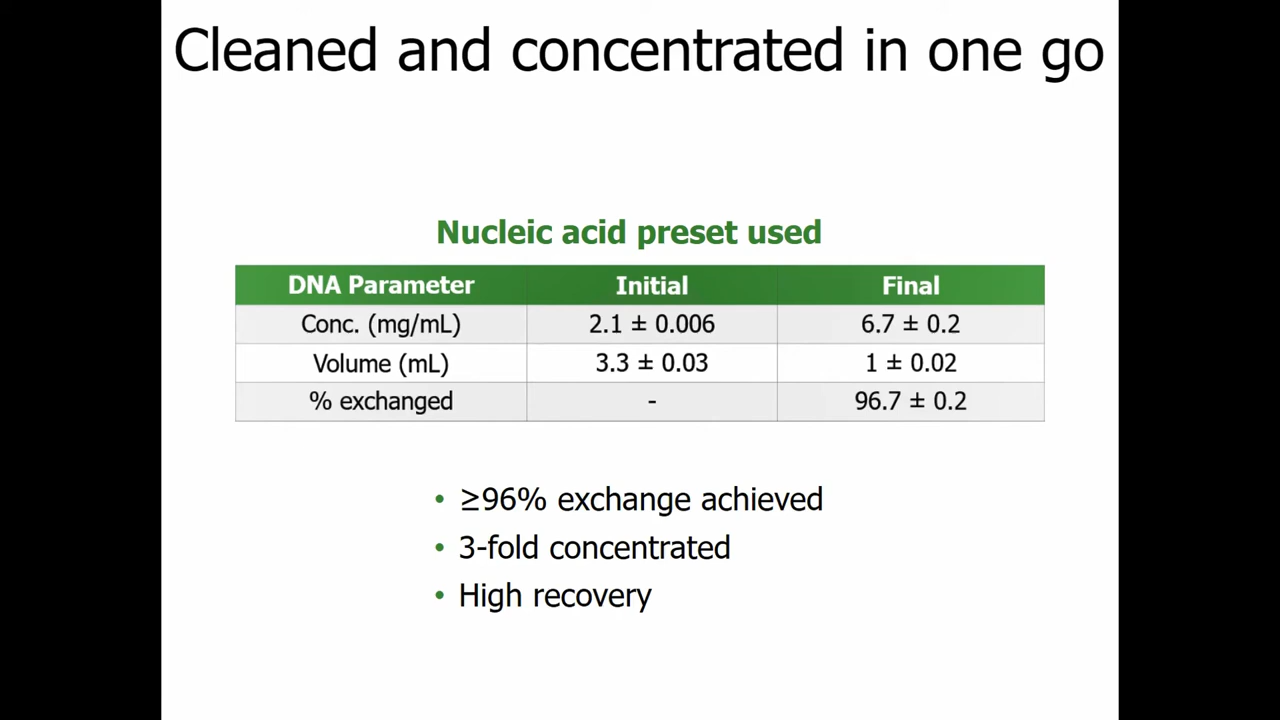 Cleaned and concentrated in one go
Nucleic acid preset used
DNA Parameter Initial Final
Conc. (mg/mL) 2.1 ± 0.006 6.7 ± 0.2
Volume (mL) 3.3 ± 0.03 1 ± 0.02
% exchanged - 96.7 ± 0.2
• ≥96% exchange achieved
• 3-fold concentrated
• High recovery